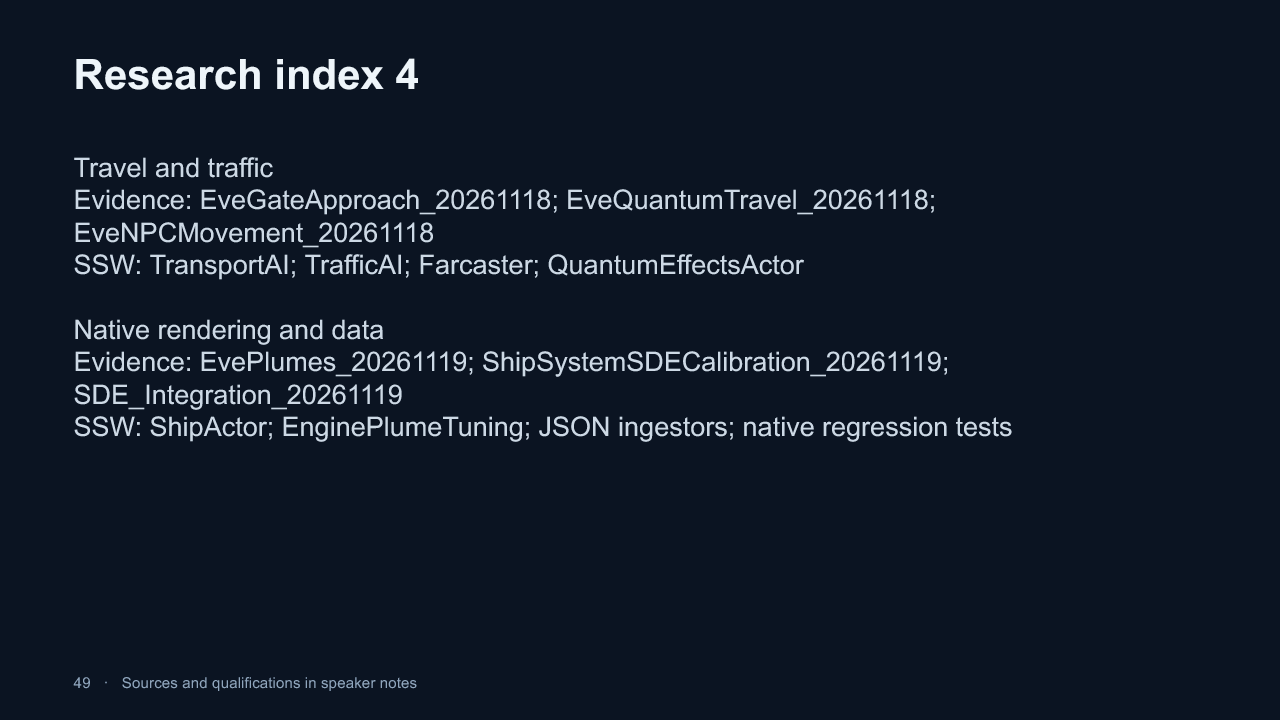 Research index 4
Travel and traffic
Evidence: EveGateApproach_20261118; EveQuantumTravel_20261118;
EveNPCMovement_20261118
SSW: TransportAI; TrafficAI; Farcaster; QuantumEffectsActor
Native rendering and data
Evidence: EvePlumes_20261119; ShipSystemSDECalibration_20261119;
SDE_Integration_20261119
SSW: ShipActor; EnginePlumeTuning; JSON ingestors; native regression tests
49 · Sources and qualifications in speaker notes